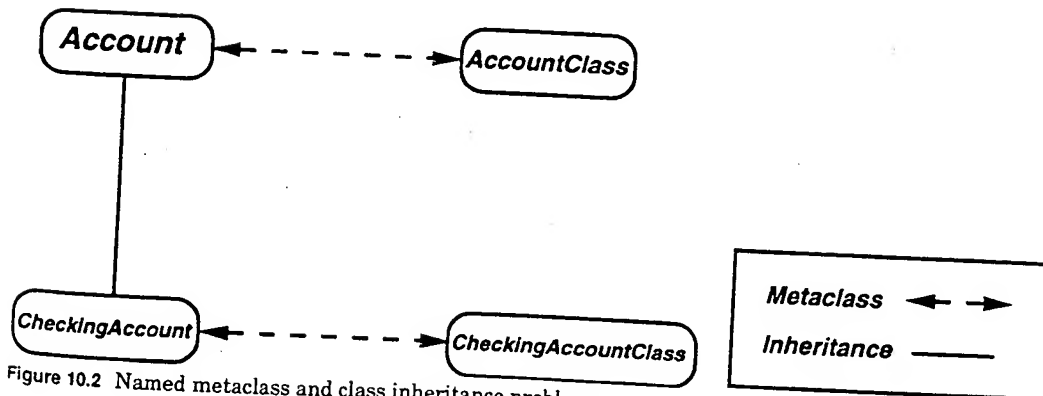 Account
AccountClass
CheckingAccount
CheckingAccountClass
Metaclass
Inheritance
Figure 10.2 Named metaclass and class inheritance